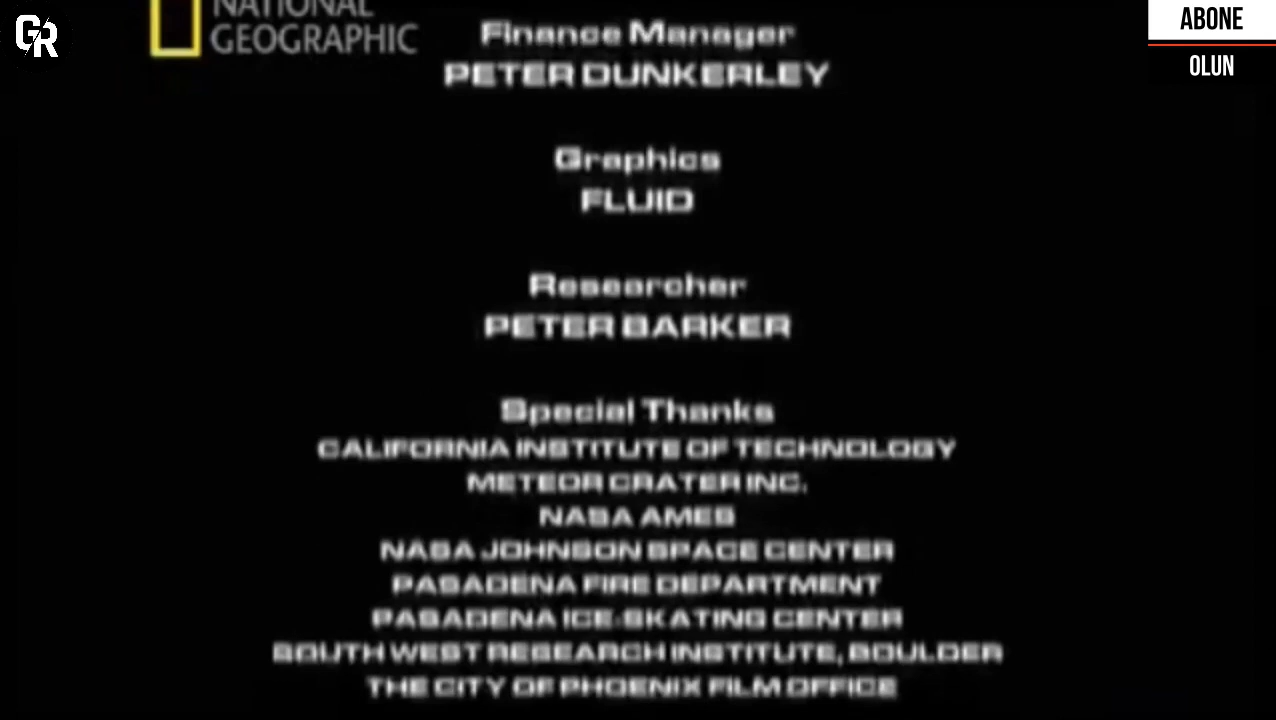 GR
NATIONAL
GEOGRAPHIC
ABONE
OLUN
Finance Manager
PETER DUNKERLEY
Graphics
FLUID
Researcher
PETER BARKER
Special Thanks
CALIFORNIA INSTITUTE OF TECHNOLOGY
METEOR CRATER INC.
NASA AMES
NASA JOHNSON SPACE CENTER
PASADENA FIRE DEPARTMENT
PASADENA ICE-SKATING CENTER
SOUTH WEST RESEARCH INSTITUTE, BOULDER
THE CITY OF PHOENIX FILM OFFICE